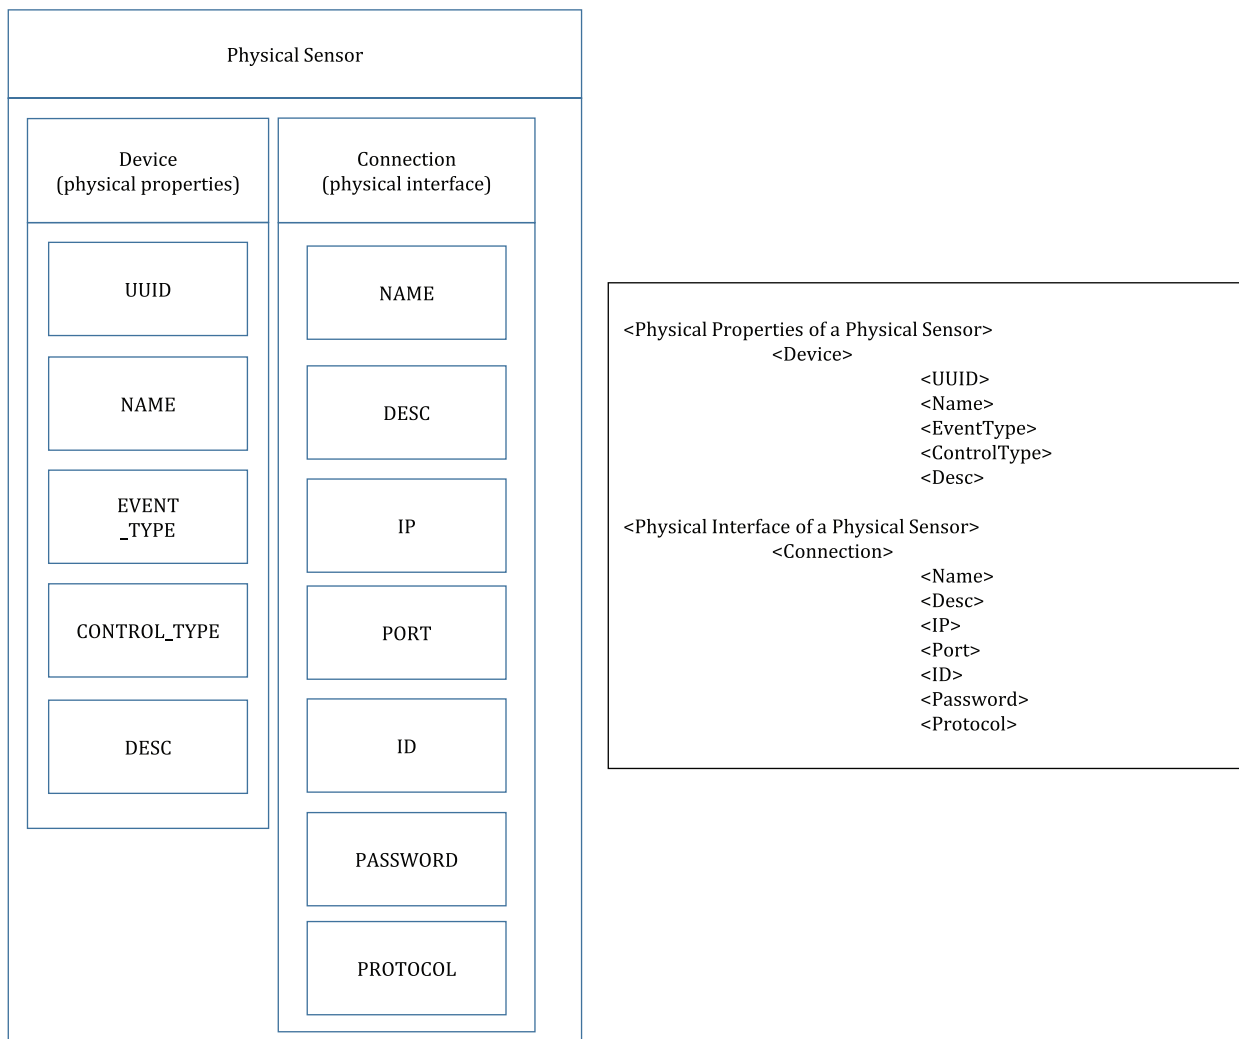 Physical Sensor
Device
(physical properties)
UUID
NAME
EVENT
_TYPE
CONTROL_TYPE
DESC
Connection
(physical interface)
NAME
DESC
IP
PORT
ID
PASSWORD
PROTOCOL
<Physical Properties of a Physical Sensor>
<Device>
<UUID>
<Name>
<EventType>
<ControlType>
<Desc>
<Physical Interface of a Physical Sensor>
<Connection>
<Name>
<Desc>
<IP>
<Port>
<ID>
<Password>
<Protocol>